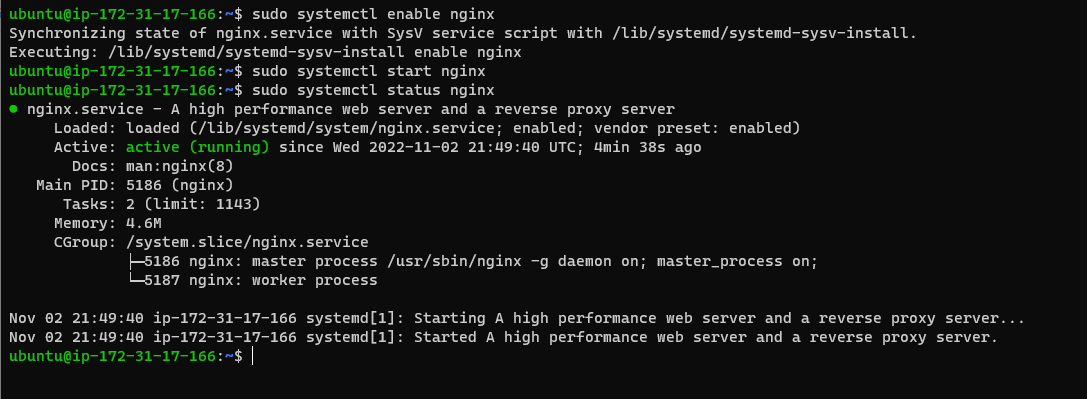 ubuntu@ip-172-31-17-166:~$ sudo systemctl enable nginx
Synchronizing state of nginx.service with SysV service script with /lib/systemd/systemd-sysv-install.
Executing: /lib/systemd/systemd-sysv-install enable nginx
ubuntu@ip-172-31-17-166:~$ sudo systemctl start nginx
ubuntu@ip-172-31-17-166:~$ sudo systemctl status nginx
● nginx.service - A high performance web server and a reverse proxy server
     Loaded: loaded (/lib/systemd/system/nginx.service; enabled; vendor preset: enabled)
     Active: active (running) since Wed 2022-11-02 21:49:40 UTC; 4min 38s ago
       Docs: man:nginx(8)
   Main PID: 5186 (nginx)
      Tasks: 2 (limit: 1143)
     Memory: 4.6M
     CGroup: /system.slice/nginx.service
             ├─5186 nginx: master process /usr/sbin/nginx -g daemon on; master_process on;
             └─5187 nginx: worker process

Nov 02 21:49:40 ip-172-31-17-166 systemd[1]: Starting A high performance web server and a reverse proxy server...
Nov 02 21:49:40 ip-172-31-17-166 systemd[1]: Started A high performance web server and a reverse proxy server.
ubuntu@ip-172-31-17-166:~$